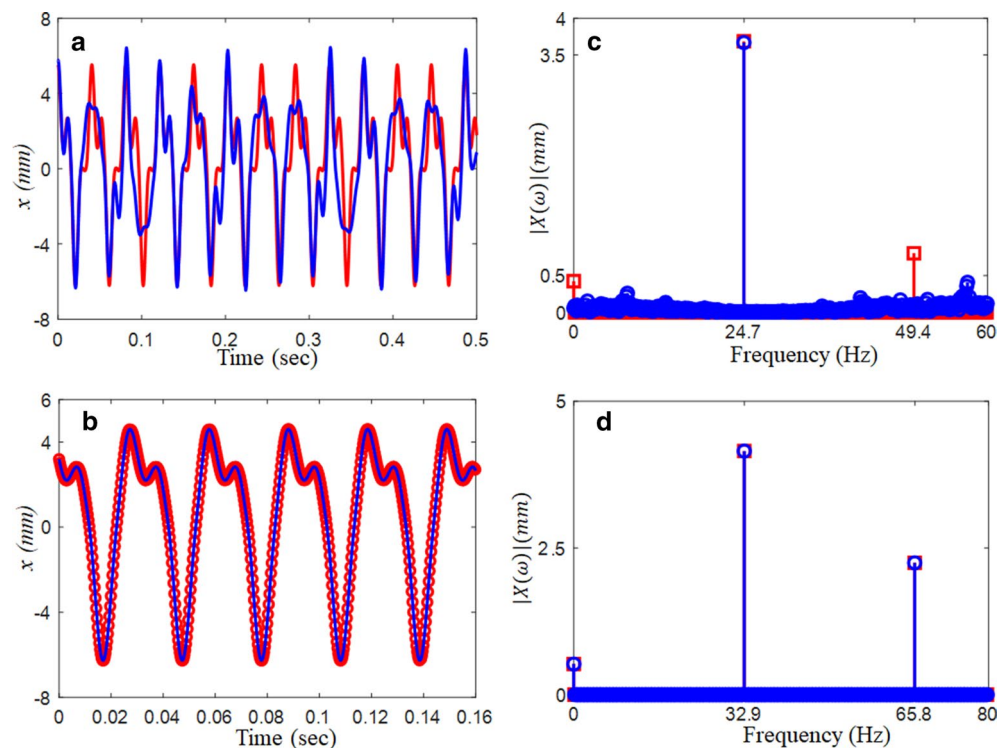 a
x (mm)
8
4
0
-4
-8
0 0.1 0.2 0.3 0.4 0.5
Time (sec)
c
|X(ω)|(mm)
4
3.5
0.5
0
0 24.7 49.4 60
Frequency (Hz)
b
x (mm)
6
4
0
-4
-8
0 0.02 0.04 0.06 0.08 0.1 0.12 0.14 0.16
Time (sec)
d
|X(ω)|(mm)
5
2.5
0
0 32.9 65.8 80
Frequency (Hz)